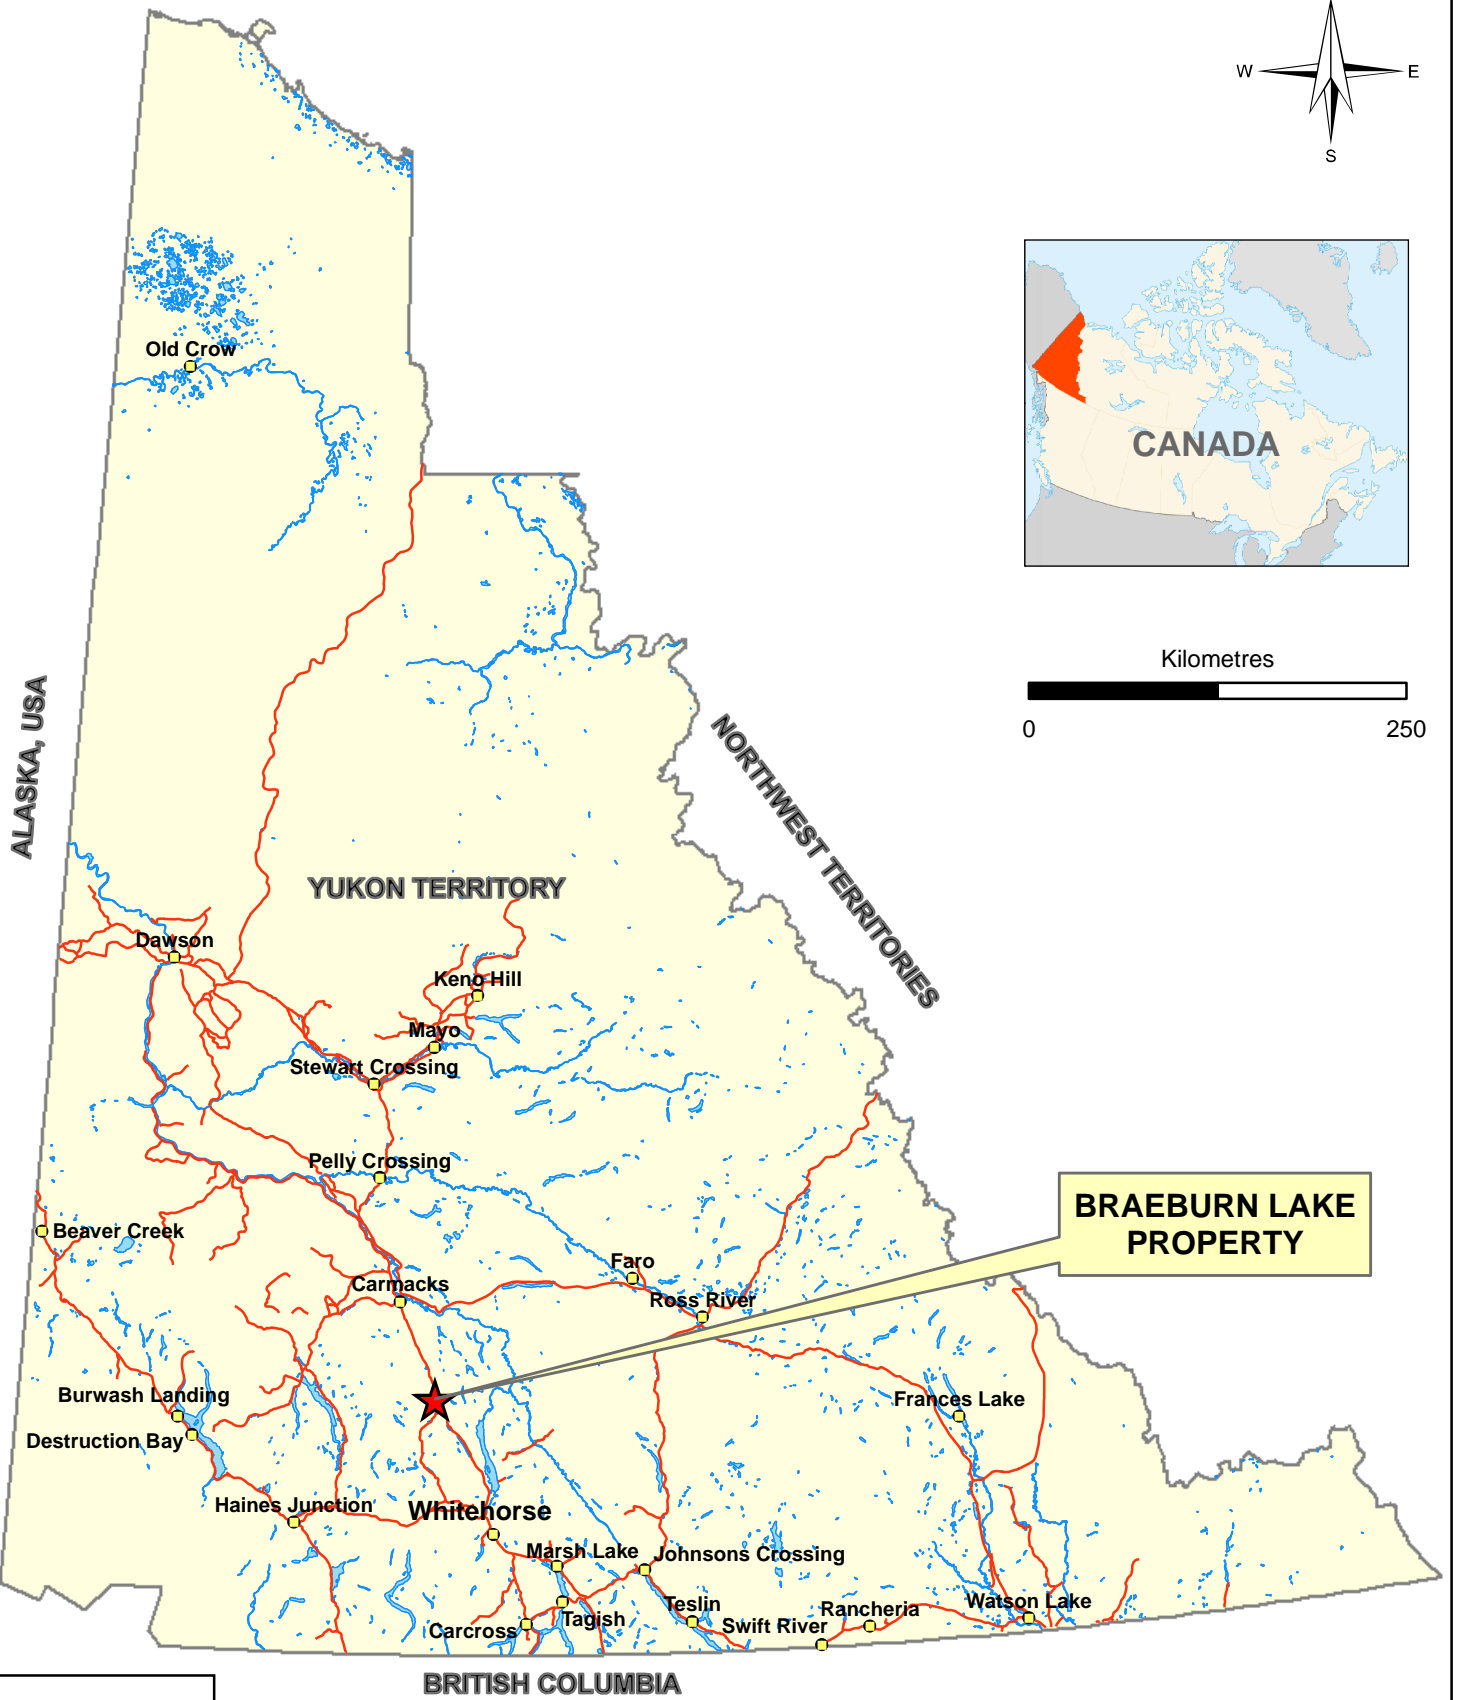 W
E
S
Old Crow
CANADA
Kilometres
0
250
ALASKA, USA
NORTHWEST TERRITORIES
YUKON TERRITORY
Dawson
Keno Hill
Mayo
Stewart Crossing
Pelly Crossing
BRAEBURN LAKE
PROPERTY
Beaver Creek
Faro
Carmacks
Ross River
Burwash Landing
Frances Lake
Destruction Bay
Haines Junction
Whitehorse
Marsh Lake
Johnsons Crossing
Teslin
Watson Lake
Rancheria
Tagish
Swift River
Carcross
BRITISH COLUMBIA